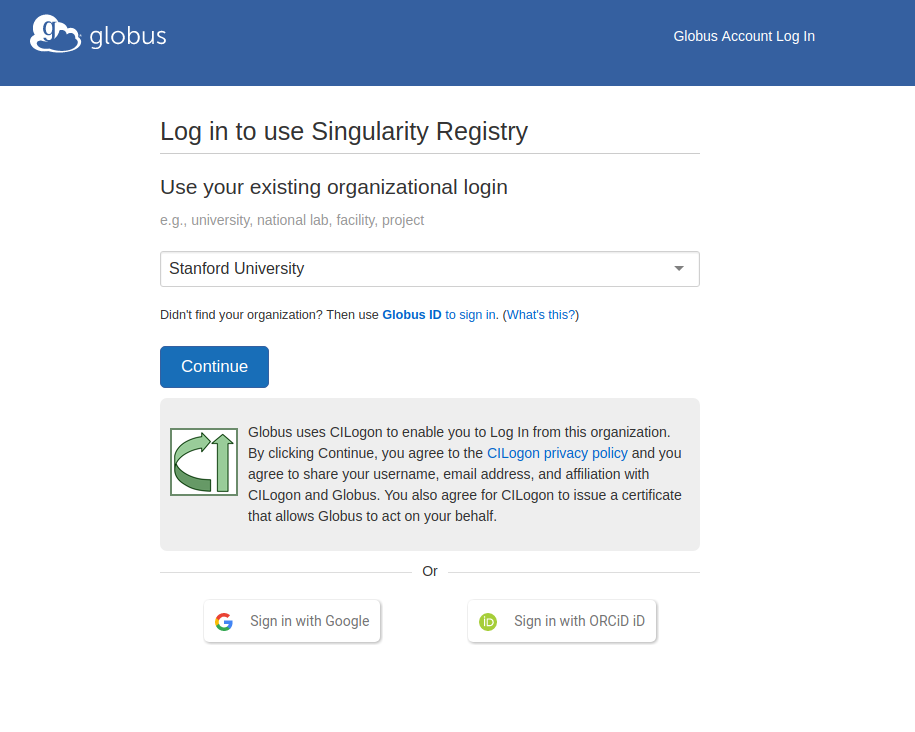 globus
Globus Account Log In
Log in to use Singularity Registry
Use your existing organizational login
e.g., university, national lab, facility, project
Stanford University
Didn't find your organization? Then use Globus ID to sign in. (What's this?)
Continue
Globus uses CILogon to enable you to Log In from this organization.
By clicking Continue, you agree to the CILogon privacy policy and you
agree to share your username, email address, and affiliation with
CILogon and Globus. You also agree for CILogon to issue a certificate
that allows Globus to act on your behalf.
Or
Sign in with Google
Sign in with ORCiD iD